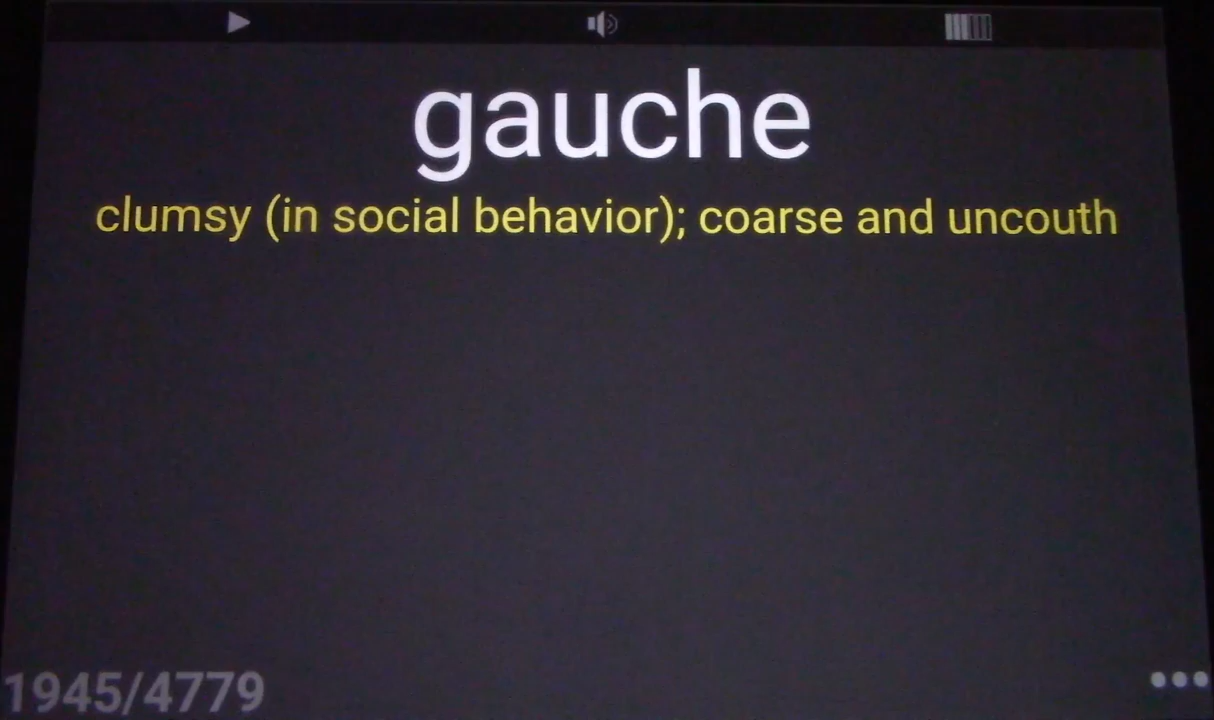 gauche
clumsy (in social behavior); coarse and uncouth
1945/4779